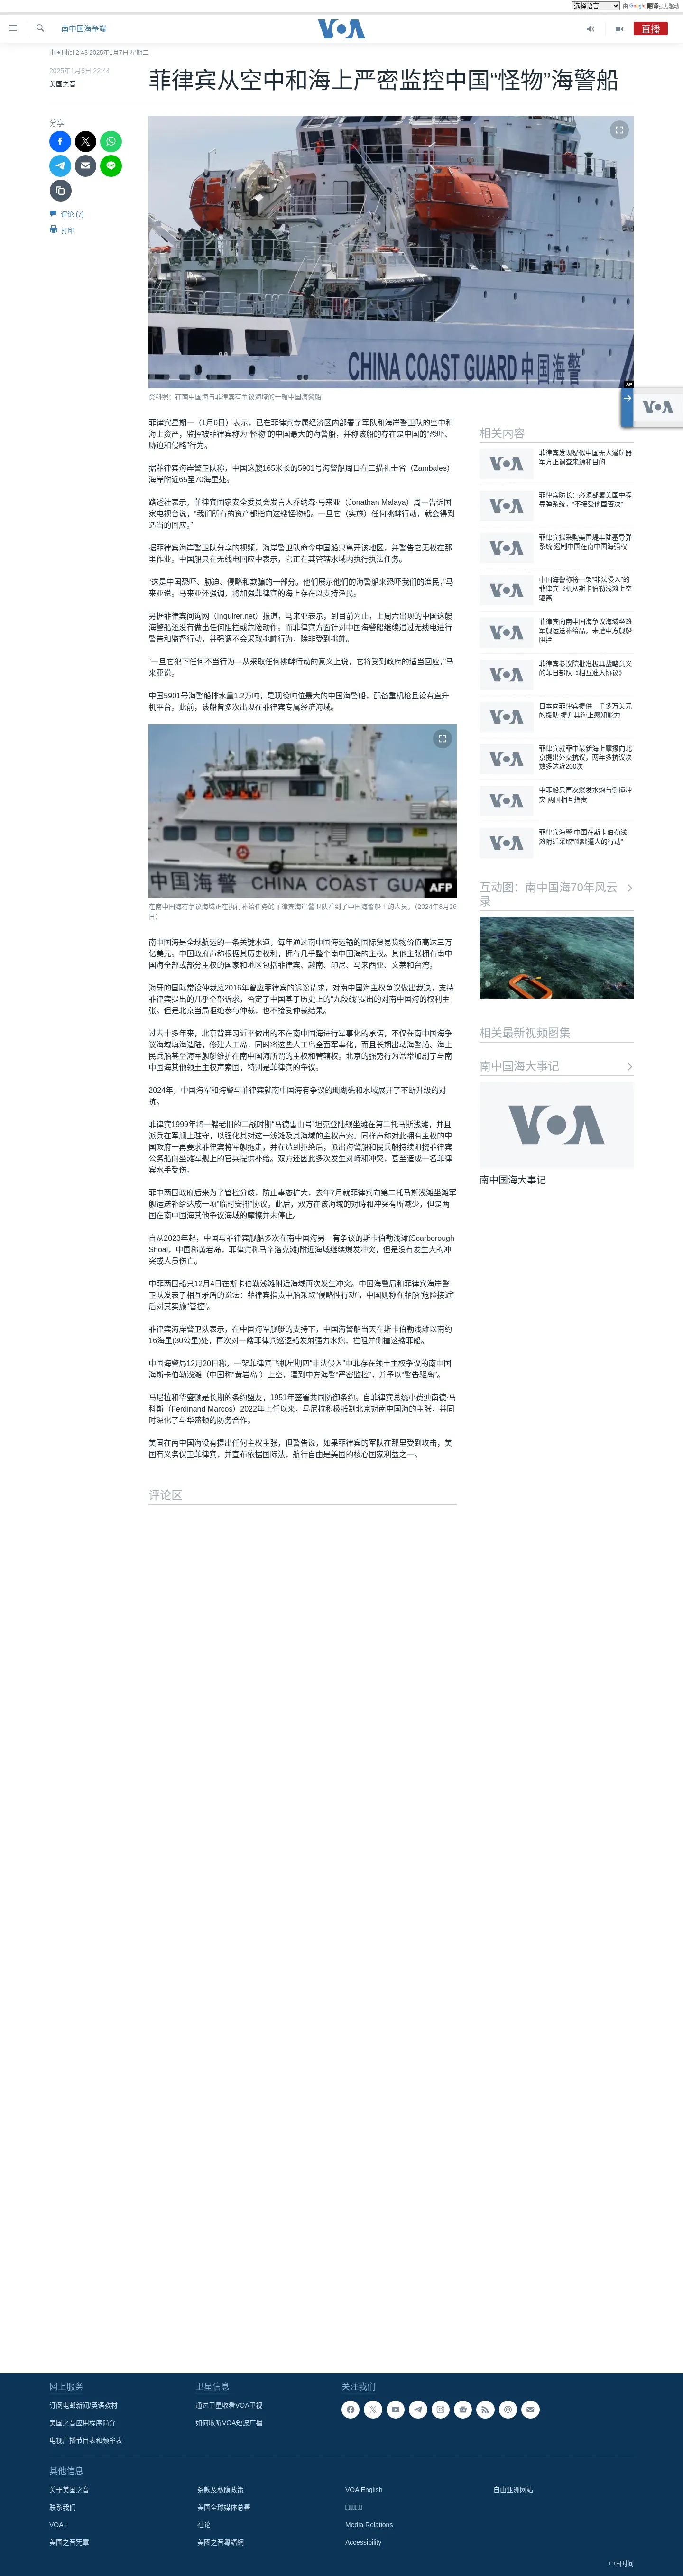 选择语言 由 Google 翻译强力驱动
南中国海争端
VOA
直播
中国时间 2:43 2025年1月7日 星期二
2025年1月6日 22:44
美国之音
菲律宾从空中和海上严密监控中国“怪物”海警船
分享
评论 (7)
打印
CHINA COAST GUARD 中国海警
AP
资料照：在南中国海与菲律宾有争议海域的一艘中国海警船
菲律宾星期一（1月6日）表示，已在菲律宾专属经济区内部署了军队和海岸警卫队的空中和
海上资产，监控被菲律宾称为“怪物”的中国最大的海警船，并称该船的存在是中国的“恐吓、
胁迫和侵略”行为。
菲律宾海岸警卫队称，中国这艘165米长的5901号海警船周日在三描礼士省（Zambales）
海岸附近65至70海里处。
路透社表示，菲律宾国家安全委员会发言人乔纳森·马来亚（Jonathan Malaya）周一告诉国
家电视台说，“我们所有的资产都指向这艘怪物船。一旦它（实施）任何挑衅行动，就会得到
适当的回应。”
据菲律宾海岸警卫队分享的视频，海岸警卫队命令中国船只离开该地区，并警告它无权在那
里作业。中国船只在无线电回应中表示，它正在其管辖水域内执行执法任务。
“这是中国恐吓、胁迫、侵略和欺骗的一部分。他们展示他们的海警船来恐吓我们的渔民，”马
来亚说。马来亚还强调，将加强菲律宾的海上存在以支持渔民。
另据菲律宾问询网（Inquirer.net）报道，马来亚表示，到目前为止，上周六出现的中国这艘
海警船还没有做出任何阻拦或危险动作。而菲律宾方面针对中国海警船继续通过无线电进行
警告和监督行动，并强调不会采取挑衅行为，除非受到挑衅。
“一旦它犯下任何不当行为—从采取任何挑衅行动的意义上说，它将受到政府的适当回应，”马
来亚说。
中国5901号海警船排水量1.2万吨，是现役吨位最大的中国海警船，配备重机枪且设有直升
机平台。此前，该船曾多次出现在菲律宾专属经济海域。
中国海警 CHINA COAST GUARD
AFP
在南中国海有争议海域正在执行补给任务的菲律宾海岸警卫队看到了中国海警船上的人员。（2024年8月26
日）
南中国海是全球航运的一条关键水道，每年通过南中国海运输的国际贸易货物价值高达三万
亿美元。中国政府声称根据其历史权利，拥有几乎整个南中国海的主权。其他主张拥有南中
国海全部或部分主权的国家和地区包括菲律宾、越南、印尼、马来西亚、文莱和台湾。
海牙的国际常设仲裁庭2016年曾应菲律宾的诉讼请求，对南中国海主权争议做出裁决，支持
菲律宾提出的几乎全部诉求，否定了中国基于历史上的“九段线”提出的对南中国海的权利主
张。但是北京当局拒绝参与仲裁，也不接受仲裁结果。
过去十多年来，北京背弃习近平做出的不在南中国海进行军事化的承诺，不仅在南中国海争
议海域填海造陆，修建人工岛，同时将这些人工岛全面军事化，而且长期出动海警船、海上
民兵船甚至海军舰艇维护在南中国海所谓的主权和管辖权。北京的强势行为常常加剧了与南
中国海其他领土主权声索国，特别是菲律宾的争议。
2024年，中国海军和海警与菲律宾就南中国海有争议的珊瑚礁和水域展开了不断升级的对
抗。
菲律宾1999年将一艘老旧的二战时期“马德雷山号”坦克登陆舰坐滩在第二托马斯浅滩，并且
派兵在军舰上驻守，以强化其对这一浅滩及其海域的主权声索。同样声称对此拥有主权的中
国政府一再要求菲律宾将军舰拖走，并在遭到拒绝后，派出海警船和民兵船持续阻挠菲律宾
公务船向坐滩军舰上的官兵提供补给。双方还因此多次发生对峙和冲突，甚至造成一名菲律
宾水手受伤。
菲中两国政府后来为了管控分歧，防止事态扩大，去年7月就菲律宾向第二托马斯浅滩坐滩军
舰运送补给达成一项“临时安排”协议。此后，双方在该海域的对峙和冲突有所减少，但是两
国在南中国海其他争议海域的摩擦并未停止。
自从2023年起，中国与菲律宾舰船多次在南中国海另一有争议的斯卡伯勒浅滩(Scarborough
Shoal，中国称黄岩岛，菲律宾称马辛洛克滩)附近海域继续爆发冲突，但是没有发生大的冲
突或人员伤亡。
中菲两国船只12月4日在斯卡伯勒浅滩附近海域再次发生冲突。中国海警局和菲律宾海岸警
卫队发表了相互矛盾的说法：菲律宾指责中船采取“侵略性行动”，中国则称在菲船“危险接近”
后对其实施“管控”。
菲律宾海岸警卫队表示，在中国海军舰艇的支持下，中国海警船当天在斯卡伯勒浅滩以南约
16海里(30公里)处，再次对一艘菲律宾巡逻船发射强力水炮，拦阻并侧撞这艘菲船。
中国海警局12月20日称，一架菲律宾飞机星期四“非法侵入”中菲存在领土主权争议的南中国
海斯卡伯勒浅滩（中国称“黄岩岛”）上空，遭到中方海警“严密监控”，并予以“警告驱离”。
马尼拉和华盛顿是长期的条约盟友，1951年签署共同防御条约。自菲律宾总统小费迪南德·马
科斯（Ferdinand Marcos）2022年上任以来，马尼拉积极抵制北京对南中国海的主张，并同
时深化了与华盛顿的防务合作。
美国在南中国海没有提出任何主权主张，但警告说，如果菲律宾的军队在那里受到攻击，美
国有义务保卫菲律宾，并宣布依据国际法，航行自由是美国的核心国家利益之一。
评论区
相关内容
VOA
菲律宾发现疑似中国无人潜航器
军方正调查来源和目的
VOA
菲律宾防长：必须部署美国中程
导弹系统，“不接受他国否决”
VOA
菲律宾拟采购美国堤丰陆基导弹
系统 遏制中国在南中国海强权
VOA
中国海警称将一架“非法侵入”的
菲律宾飞机从斯卡伯勒浅滩上空
驱离
VOA
菲律宾向南中国海争议海域坐滩
军舰运送补给品，未遭中方舰船
阻拦
VOA
菲律宾参议院批准极具战略意义
的菲日部队《相互准入协议》
VOA
日本向菲律宾提供一千多万美元
的援助 提升其海上感知能力
VOA
菲律宾就菲中最新海上摩擦向北
京提出外交抗议，两年多抗议次
数多达近200次
VOA
中菲船只再次爆发水炮与侧撞冲
突 两国相互指责
VOA
菲律宾海警:中国在斯卡伯勒浅
滩附近采取“咄咄逼人的行动”
VOA
互动图：南中国海70年风云
录
相关最新视频图集
南中国海大事记
VOA
南中国海大事记
网上服务
订阅电邮新闻/英语教材
美国之音应用程序简介
电视广播节目表和频率表
卫星信息
通过卫星收看VOA卫视
如何收听VOA短波广播
关注我们
其他信息
关于美国之音
联系我们
VOA+
美国之音宪章
条款及私隐政策
美国全球媒体总署
社论
美國之音粵語網
VOA English
Media Relations
Accessibility
自由亚洲网站
中国时间